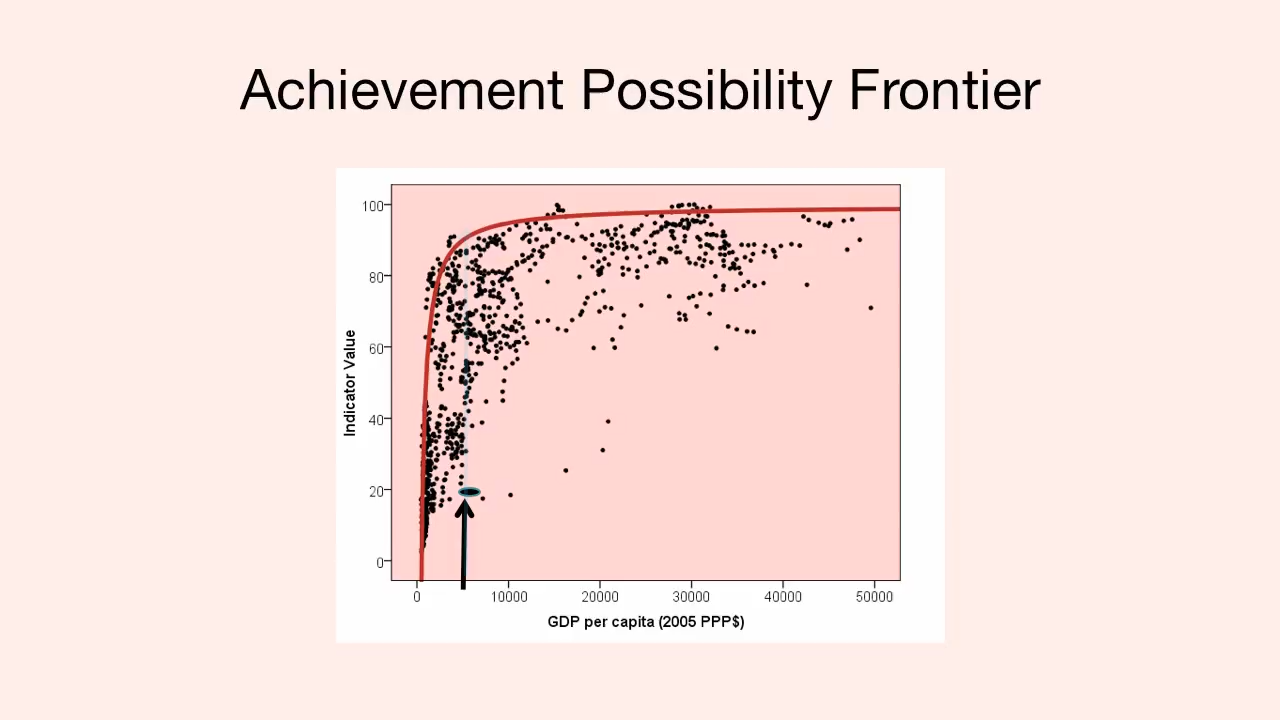 Achievement Possibility Frontier
Indicator Value
100
80
60
40
20
0
0 10000 20000 30000 40000 50000
GDP per capita (2005 PPP$)